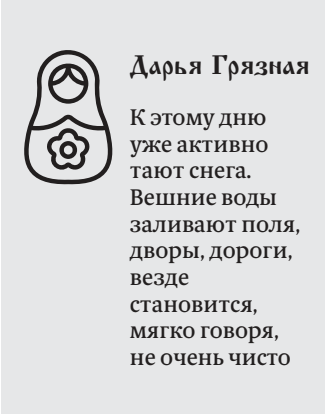 Дарья Грязная
К этому дню
уже активно
тают снега.
Вешние воды
заливают поля,
дворы, дороги,
везде
становится,
мягко говоря,
не очень чисто